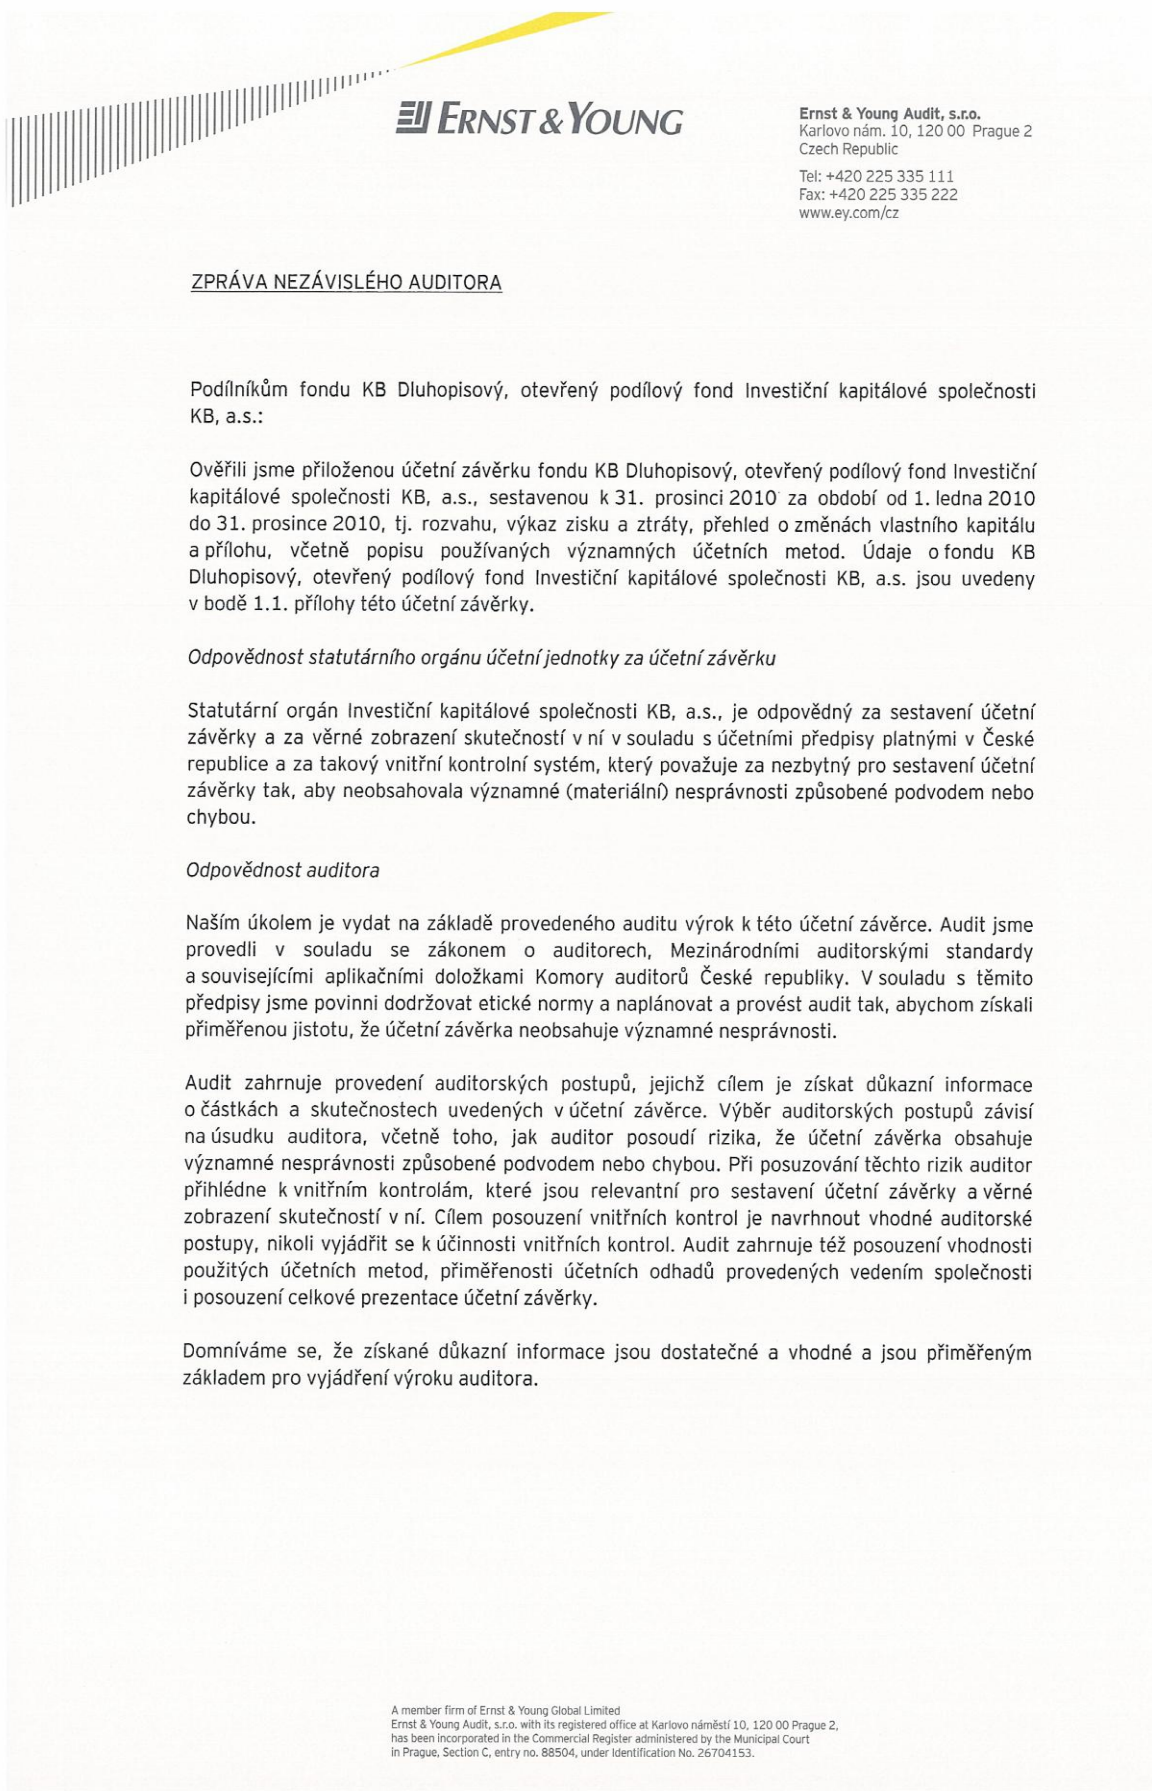 ERNST & YOUNG
Ernst & Young Audit, s.r.o.
Karlovo nám. 10, 120 00 Prague 2
Czech Republic
Tel: +420 225 335 111
Fax: +420 225 335 222
www.ey.com/cz
ZPRÁVA NEZÁVISLÉHO AUDITORA
Podílníkům fondu KB Dluhopisový, otevřený podílový fond Investiční kapitálové společnosti
KB, a.s.:
Ověřili jsme přiloženou účetní závěrku fondu KB Dluhopisový, otevřený podílový fond Investiční
kapitálové společnosti KB, a.s., sestavenou k 31. prosinci 2010 za období od 1. ledna 2010
do 31. prosince 2010, tj. rozvahu, výkaz zisku a ztráty, přehled o změnách vlastního kapitálu
a přílohu, včetně popisu používaných významných účetních metod. Údaje o fondu KB
Dluhopisový, otevřený podílový fond Investiční kapitálové společnosti KB, a.s. jsou uvedeny
v bodě 1.1. přílohy této účetní závěrky.
Odpovědnost statutárního orgánu účetní jednotky za účetní závěrku
Statutární orgán Investiční kapitálové společnosti KB, a.s., je odpovědný za sestavení účetní
závěrky a za věrné zobrazení skutečností v ní v souladu s účetními předpisy platnými v České
republice a za takový vnitřní kontrolní systém, který považuje za nezbytný pro sestavení účetní
závěrky tak, aby neobsahovala významné (materiální) nesprávnosti způsobené podvodem nebo
chybou.
Odpovědnost auditora
Naším úkolem je vydat na základě provedeného auditu výrok k této účetní závěrce. Audit jsme
provedli v souladu se zákonem o auditorech, Mezinárodními auditorskými standardy
a souvisejícími aplikačními doložkami Komory auditorů České republiky. V souladu s těmito
předpisy jsme povinni dodržovat etické normy a naplánovat a provést audit tak, abychom získali
přiměřenou jistotu, že účetní závěrka neobsahuje významné nesprávnosti.
Audit zahrnuje provedení auditorských postupů, jejichž cílem je získat důkazní informace
o částkách a skutečnostech uvedených v účetní závěrce. Výběr auditorských postupů závisí
na úsudku auditora, včetně toho, jak auditor posoudí rizika, že účetní závěrka obsahuje
významné nesprávnosti způsobené podvodem nebo chybou. Při posuzování těchto rizik auditor
přihlédne k vnitřním kontrolám, které jsou relevantní pro sestavení účetní závěrky a věrné
zobrazení skutečností v ní. Cílem posouzení vnitřních kontrol je navrhnout vhodné auditorské
postupy, nikoli vyjádřit se k účinnosti vnitřních kontrol. Audit zahrnuje též posouzení vhodnosti
použitých účetních metod, přiměřenosti účetních odhadů provedených vedením společnosti
i posouzení celkové prezentace účetní závěrky.
Domníváme se, že získané důkazní informace jsou dostatečné a vhodné a jsou přiměřeným
základem pro vyjádření výroku auditora.
A member firm of Ernst & Young Global Limited
Ernst & Young Audit, s.r.o. with its registered office at Karlovo náměstí 10, 120 00 Prague 2,
has been incorporated in the Commercial Register administered by the Municipal Court
in Prague, Section C, entry no. 88504, under Identification No. 26704153.